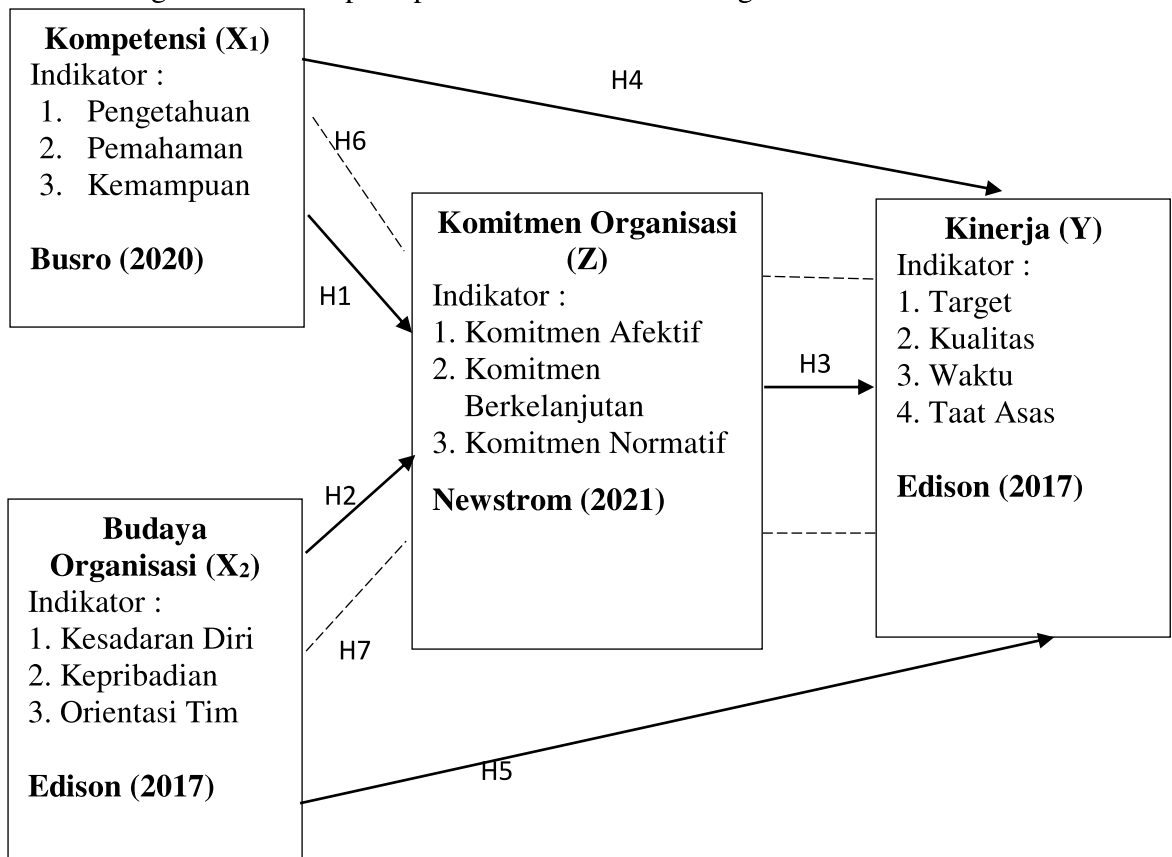 Kompetensi (X₁)
Indikator :
1. Pengetahuan
2. Pemahaman
3. Kemampuan
Busro (2020)
H4
H6
H1
Komitmen Organisasi
(Z)
Indikator :
1. Komitmen Afektif
2. Komitmen
Berkelanjutan
3. Komitmen Normatif
Newstrom (2021)
H3
Kinerja (Y)
Indikator :
1. Target
2. Kualitas
3. Waktu
4. Taat Asas
Edison (2017)
H2
Budaya
Organisasi (X₂)
Indikator :
1. Kesadaran Diri
2. Kepribadian
3. Orientasi Tim
Edison (2017)
H7
H5